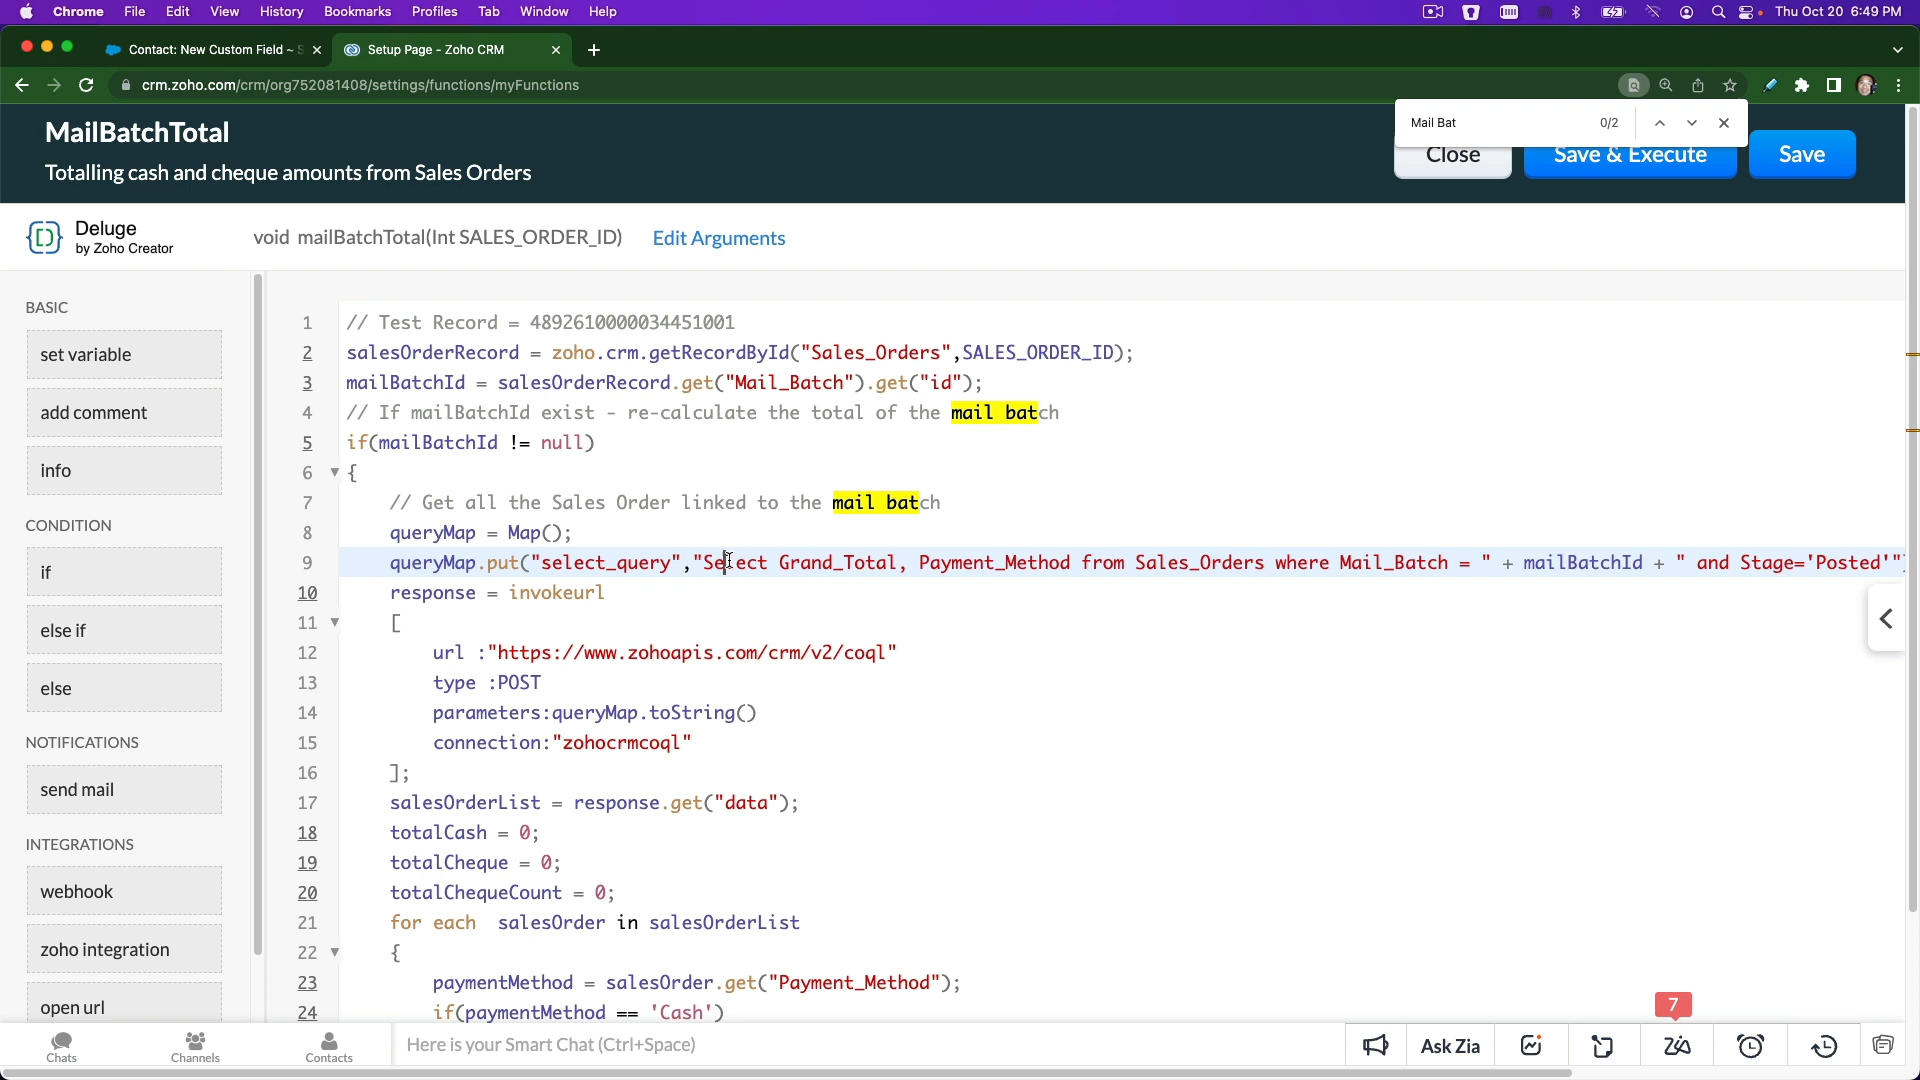 Chrome File Edit View History Bookmarks Profiles Tab Window Help Thu Oct 20 6:49 PM
Contact: New Custom Field ~ S Setup Page - Zoho CRM
crm.zoho.com/crm/org752081408/settings/functions/myFunctions
Mail Bat 0/2
MailBatchTotal
Totalling cash and cheque amounts from Sales Orders
Close Save & Execute Save
Deluge
by Zoho Creator
void mailBatchTotal(Int SALES_ORDER_ID) Edit Arguments
BASIC
set variable
add comment
info
CONDITION
if
else if
else
NOTIFICATIONS
send mail
INTEGRATIONS
webhook
zoho integration
open url
1 // Test Record = 4892610000034451001
2 salesOrderRecord = zoho.crm.getRecordById("Sales_Orders",SALES_ORDER_ID);
3 mailBatchId = salesOrderRecord.get("Mail_Batch").get("id");
4 // If mailBatchId exist - re-calculate the total of the mail batch
5 if(mailBatchId != null)
6 {
7 // Get all the Sales Order linked to the mail batch
8 queryMap = Map();
9 queryMap.put("select_query","Select Grand_Total, Payment_Method from Sales_Orders where Mail_Batch = " + mailBatchId + " and Stage='Posted'")
10 response = invokeurl
11 [
12 url :"https://www.zohoapis.com/crm/v2/coql"
13 type :POST
14 parameters:queryMap.toString()
15 connection:"zohocrmcoql"
16 ];
17 salesOrderList = response.get("data");
18 totalCash = 0;
19 totalCheque = 0;
20 totalChequeCount = 0;
21 for each salesOrder in salesOrderList
22 {
23 paymentMethod = salesOrder.get("Payment_Method");
24 if(paymentMethod == 'Cash')
7
Chats Channels Contacts Here is your Smart Chat (Ctrl+Space) Ask Zia